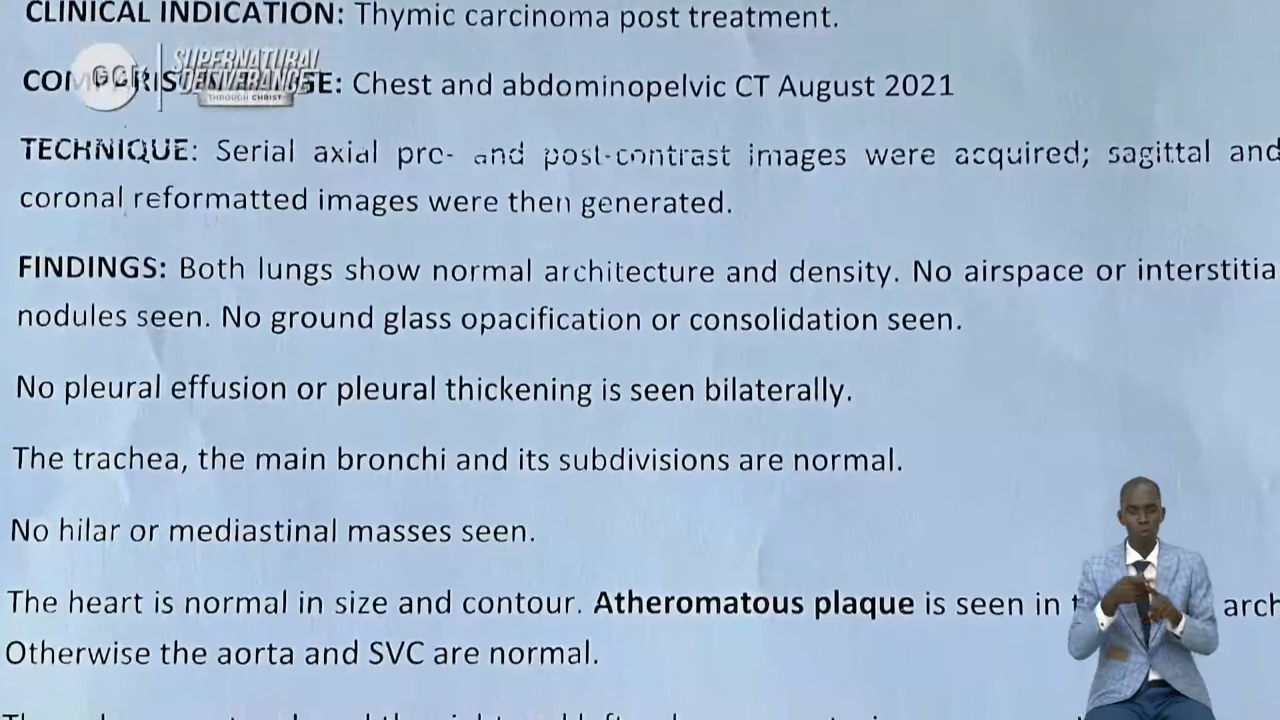 CLINICAL INDICATION: Thymic carcinoma post treatment.
GCK
SUPERNATURAL
DELIVERANCE
THROUGH CHRIST
Chest and abdominopelvic CT August 2021
TECHNIQUE: Serial axial pre- and post-contrast images were acquired; sagittal and
coronal reformatted images were then generated.
FINDINGS: Both lungs show normal architecture and density. No airspace or interstitia
nodules seen. No ground glass opacification or consolidation seen.
No pleural effusion or pleural thickening is seen bilaterally.
The trachea, the main bronchi and its subdivisions are normal.
No hilar or mediastinal masses seen.
The heart is normal in size and contour. Atheromatous plaque is seen in arch
Otherwise the aorta and SVC are normal.